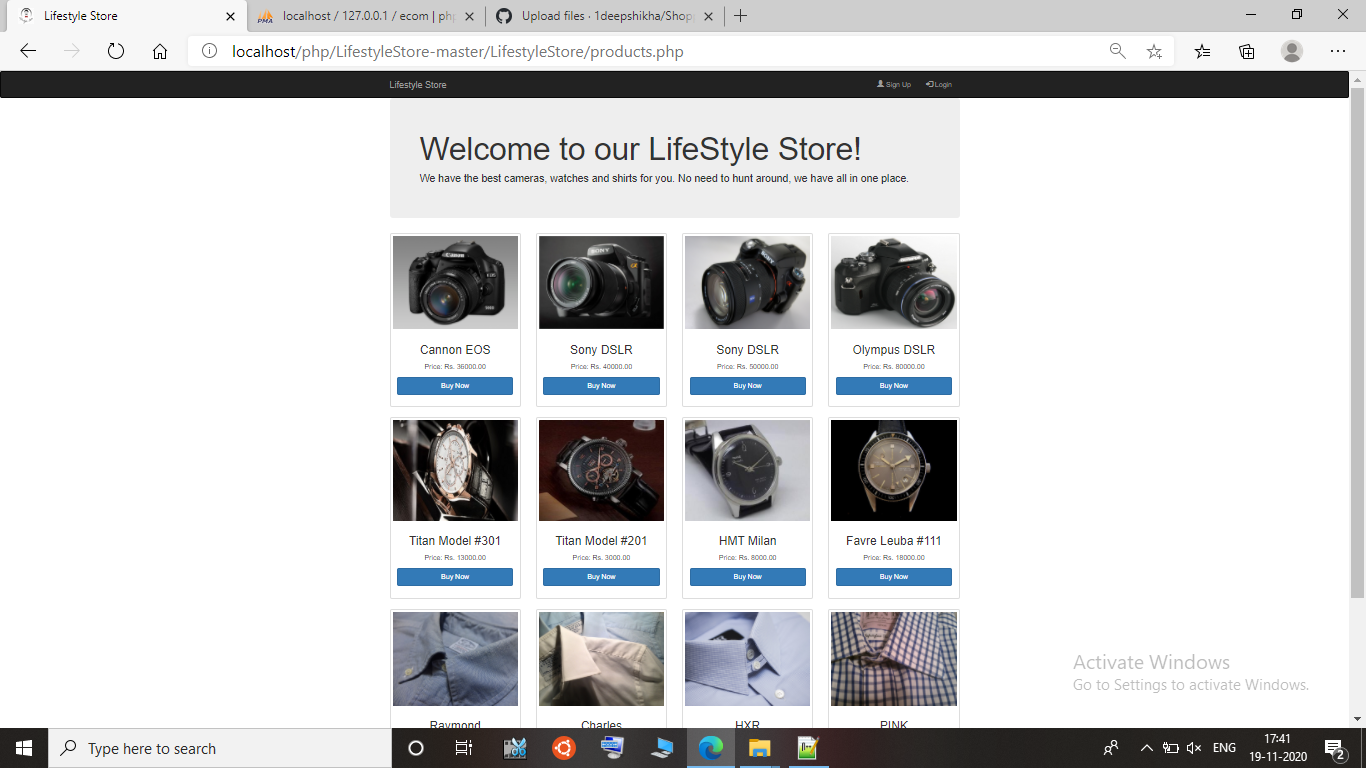 Lifestyle Store
localhost / 127.0.0.1 / ecom | php
Upload files · 1deepshikha/Shop
localhost/php/LifestyleStore-master/LifestyleStore/products.php
Lifestyle Store
Sign Up
Login
Welcome to our LifeStyle Store!
We have the best cameras, watches and shirts for you. No need to hunt around, we have all in one place.
Canon
SONY
SONY
Cannon EOS
Sony DSLR
Sony DSLR
Olympus DSLR
Price: Rs. 36000.00
Price: Rs. 40000.00
Price: Rs. 50000.00
Price: Rs. 80000.00
Buy Now
Buy Now
Buy Now
Buy Now
Titan Model #301
Titan Model #201
HMT Milan
Favre Leuba #111
Price: Rs. 13000.00
Price: Rs. 3000.00
Price: Rs. 8000.00
Price: Rs. 18000.00
Buy Now
Buy Now
Buy Now
Buy Now
Raymond
Charles
HXR
PINK
Activate Windows
Go to Settings to activate Windows.
Type here to search
ENG
17:41
19-11-2020
2